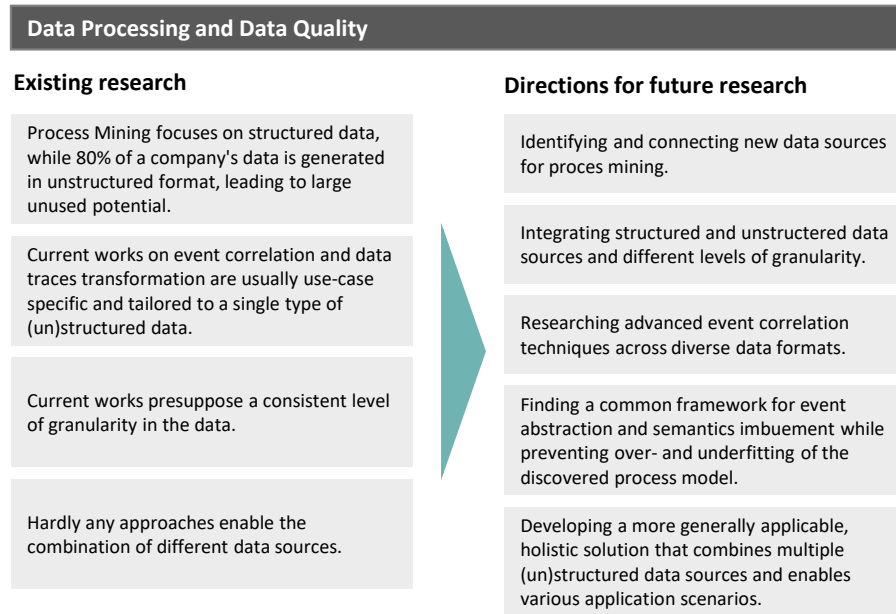 Data Processing and Data Quality
Existing research
Process Mining focuses on structured data,
while 80% of a company's data is generated
in unstructured format, leading to large
unused potential.
Current works on event correlation and data
traces transformation are usually use-case
specific and tailored to a single type of
(un)structured data.
Current works presuppose a consistent level
of granularity in the data.
Hardly any approaches enable the
combination of different data sources.
Directions for future research
Identifying and connecting new data sources
for proces mining.
Integrating structured and unstructered data
sources and different levels of granularity.
Researching advanced event correlation
techniques across diverse data formats.
Finding a common framework for event
abstraction and semantics imbuement while
preventing over- and underfitting of the
discovered process model.
Developing a more generally applicable,
holistic solution that combines multiple
(un)structured data sources and enables
various application scenarios.